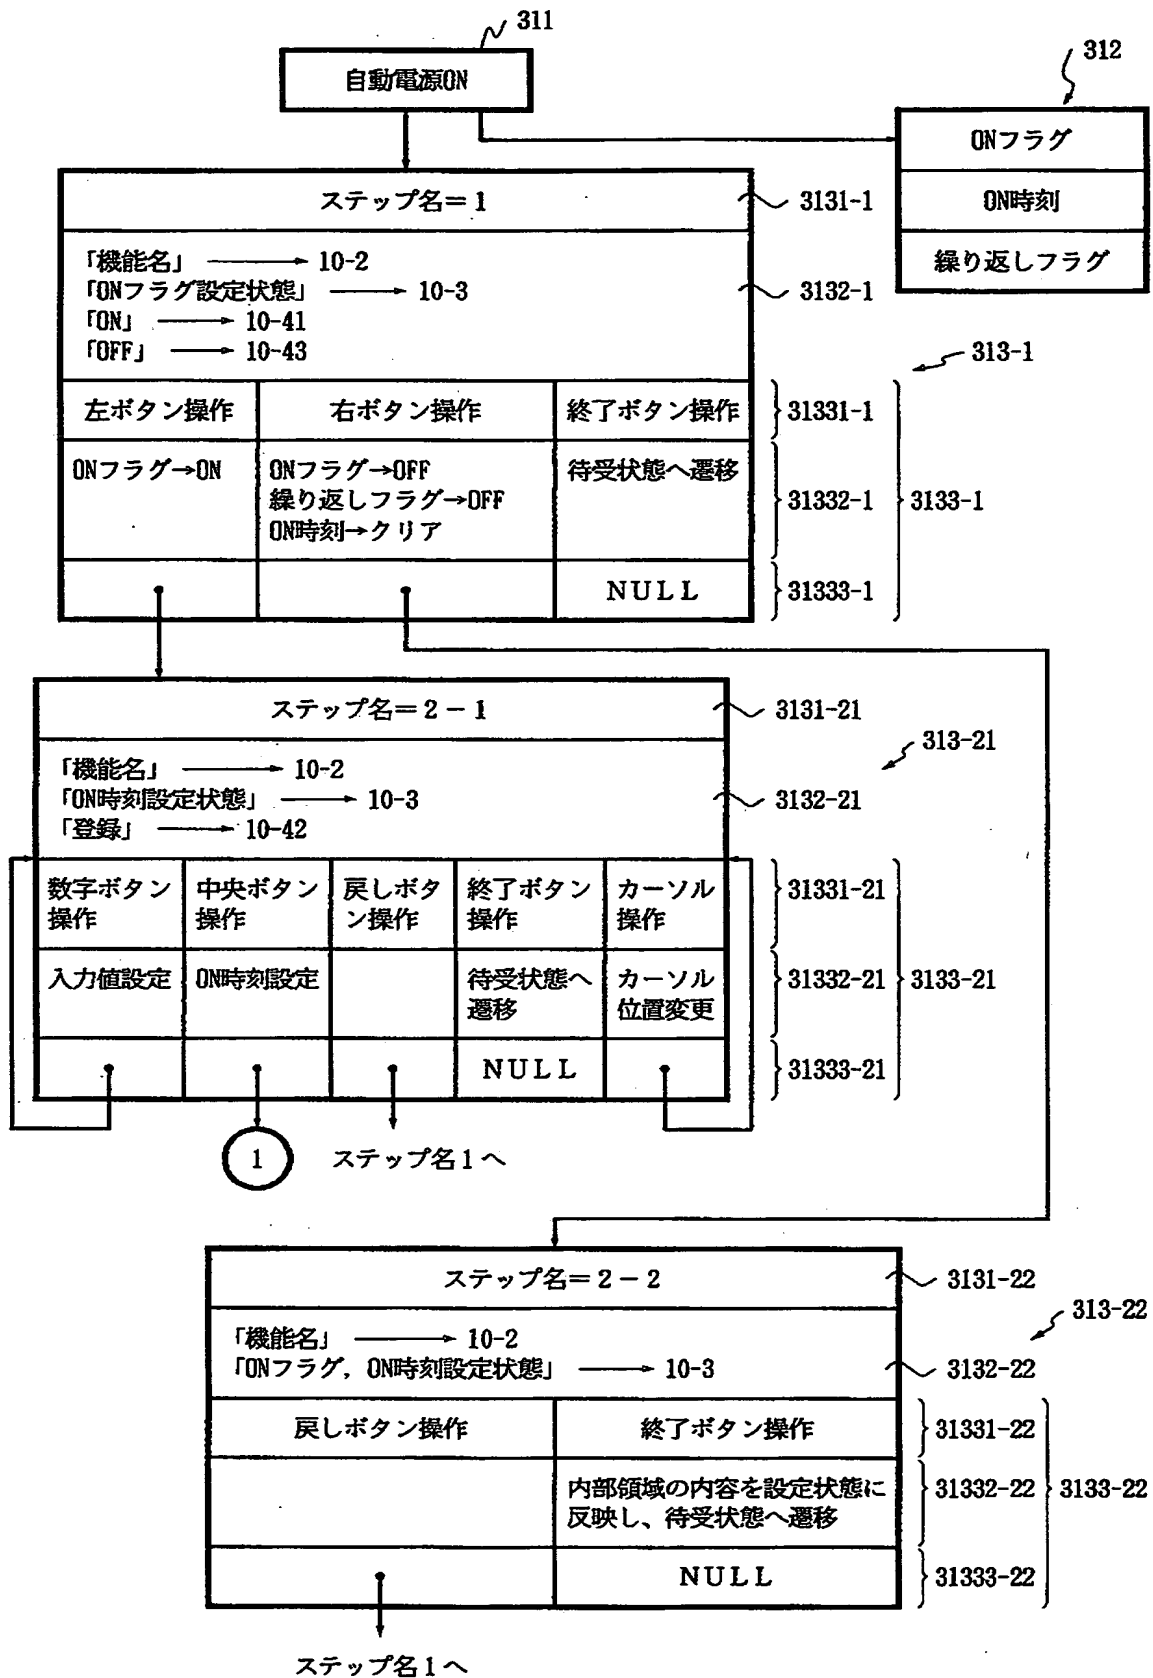 311
自動電源ON
312
ONフラグ
ON時刻
繰り返しフラグ
ステップ名＝1
3131-1
「機能名」 → 10-2
「ONフラグ設定状態」 → 10-3
「ON」 → 10-41
「OFF」 → 10-43
3132-1
313-1
左ボタン操作 右ボタン操作 終了ボタン操作
31331-1
ONフラグ→ON
ONフラグ→OFF
繰り返しフラグ→OFF
ON時刻→クリア
待受状態へ遷移
31332-1
3133-1
NULL
31333-1
ステップ名＝2－1
3131-21
313-21
「機能名」 → 10-2
「ON時刻設定状態」 → 10-3
「登録」 → 10-42
3132-21
数字ボタン
操作
中央ボタン
操作
戻しボタ
ン操作
終了ボタン
操作
カーソル
操作
31331-21
入力値設定
ON時刻設定
待受状態へ
遷移
カーソル
位置変更
31332-21
3133-21
NULL
31333-21
1
ステップ名1へ
ステップ名＝2－2
3131-22
313-22
「機能名」 → 10-2
「ONフラグ，ON時刻設定状態」 → 10-3
3132-22
戻しボタン操作 終了ボタン操作
31331-22
内部領域の内容を設定状態に
反映し、待受状態へ遷移
31332-22
3133-22
NULL
31333-22
ステップ名1へ